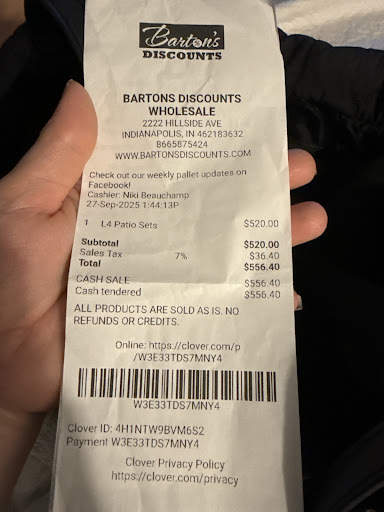 Barton's
DISCOUNTS
BARTONS DISCOUNTS
WHOLESALE
2222 HILLSIDE AVE
INDIANAPOLIS, IN 462183632
8665875424
WWW.BARTONSDISCOUNTS.COM
Check out our weekly pallet updates on
Facebook!
Cashier: Niki Beauchamp
27-Sep-2025 1:44:13P
1 L4 Patio Sets $520.00
Subtotal $520.00
Sales Tax 7% $36.40
Total $556.40
CASH SALE $556.40
Cash tendered $556.40
ALL PRODUCTS ARE SOLD AS IS. NO
REFUNDS OR CREDITS.
Online: https://clover.com/p
/W3E33TDS7MNY4
W3E33TDS7MNY4
Clover ID: 4H1NTW9BVM6S2
Payment W3E33TDS7MNY4
Clover Privacy Policy
https://clover.com/privacy